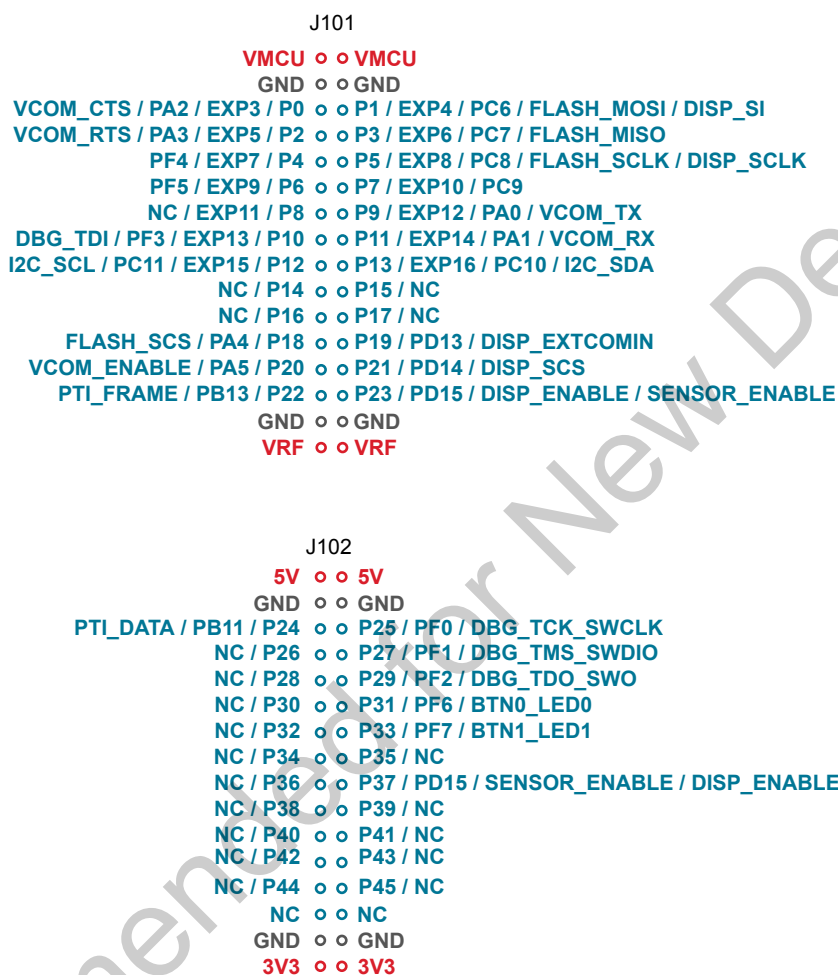 J101
VMCU VMCU
GND GND
VCOM_CTS / PA2 / EXP3 / P0 P1 / EXP4 / PC6 / FLASH_MOSI / DISP_SI
VCOM_RTS / PA3 / EXP5 / P2 P3 / EXP6 / PC7 / FLASH_MISO
PF4 / EXP7 / P4 P5 / EXP8 / PC8 / FLASH_SCLK / DISP_SCLK
PF5 / EXP9 / P6 P7 / EXP10 / PC9
NC / EXP11 / P8 P9 / EXP12 / PA0 / VCOM_TX
DBG_TDI / PF3 / EXP13 / P10 P11 / EXP14 / PA1 / VCOM_RX
I2C_SCL / PC11 / EXP15 / P12 P13 / EXP16 / PC10 / I2C_SDA
NC / P14 P15 / NC
NC / P16 P17 / NC
FLASH_SCS / PA4 / P18 P19 / PD13 / DISP_EXTCOMIN
VCOM_ENABLE / PA5 / P20 P21 / PD14 / DISP_SCS
PTI_FRAME / PB13 / P22 P23 / PD15 / DISP_ENABLE / SENSOR_ENABLE
GND GND
VRF VRF
J102
5V 5V
GND GND
PTI_DATA / PB11 / P24 P25 / PF0 / DBG_TCK_SWCLK
NC / P26 P27 / PF1 / DBG_TMS_SWDIO
NC / P28 P29 / PF2 / DBG_TDO_SWO
NC / P30 P31 / PF6 / BTN0_LED0
NC / P32 P33 / PF7 / BTN1_LED1
NC / P34 P35 / NC
NC / P36 P37 / PD15 / SENSOR_ENABLE / DISP_ENABLE
NC / P38 P39 / NC
NC / P40 P41 / NC
NC / P42 P43 / NC
NC / P44 P45 / NC
NC NC
GND GND
3V3 3V3
mended for New De